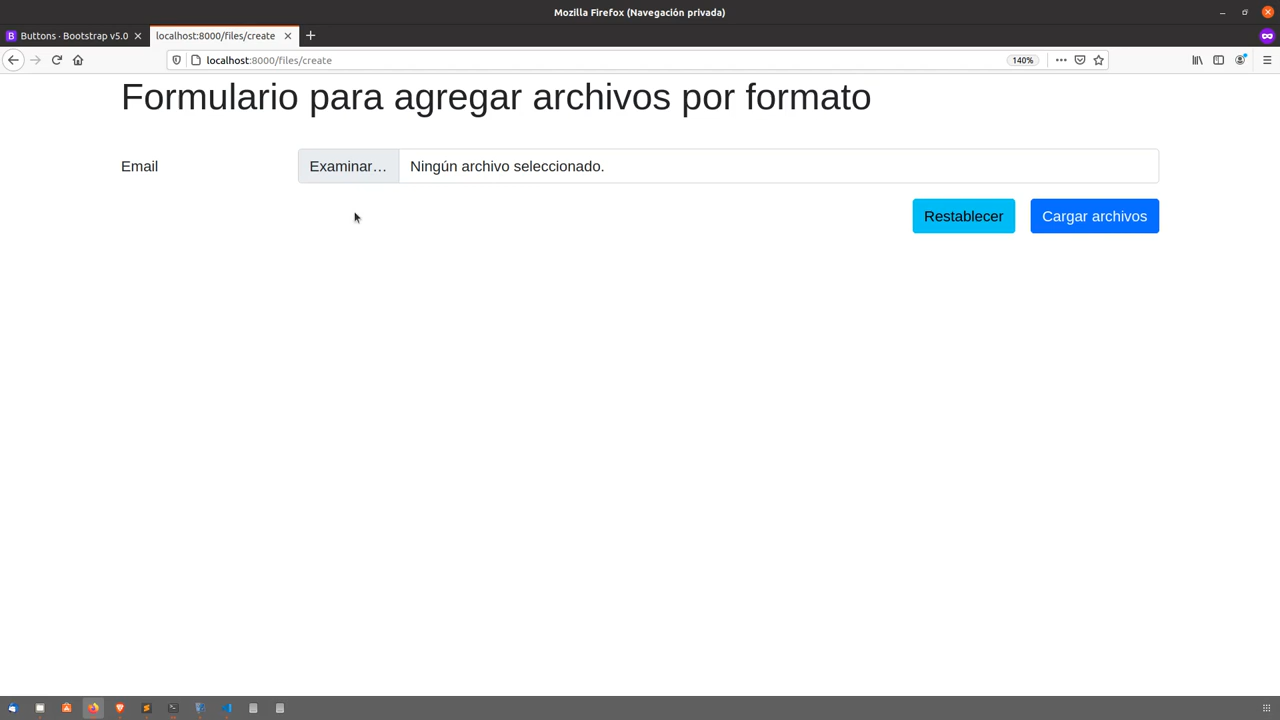 Mozilla Firefox (Navegación privada)
B Buttons · Bootstrap v5.0
localhost:8000/files/create
localhost:8000/files/create
140%
Formulario para agregar archivos por formato
Email
Examinar… Ningún archivo seleccionado.
Restablecer Cargar archivos